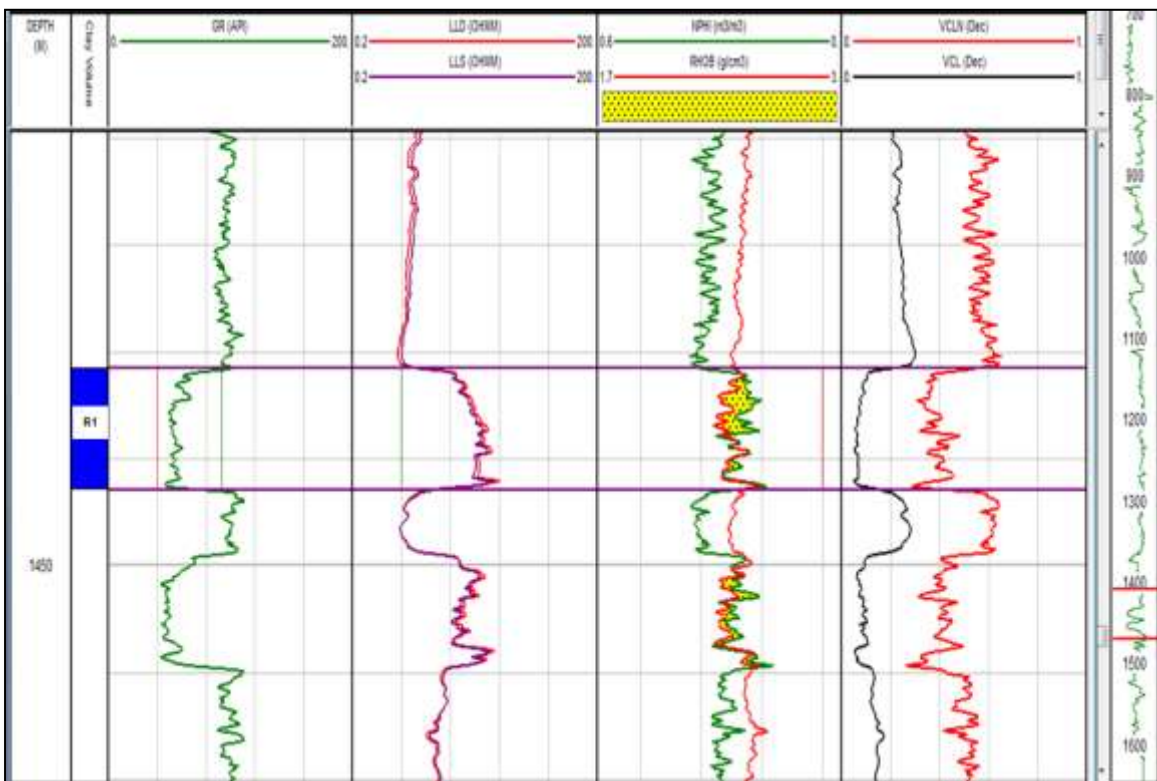 DEPTH (M)
Clay Volume
GR (API)
0. 200.
LLD (OHMM)
0.2 200.
LLS (OHMM)
0.2 200.
NPHI (m3/m3)
0.6 0.
RHOB (g/cm3)
1.7 3.
VCLN (Dec)
0. 1.
VCL (Dec)
0. 1.
R1
1450
700
800
900
1000
1100
1200
1300
1400
1500
1600